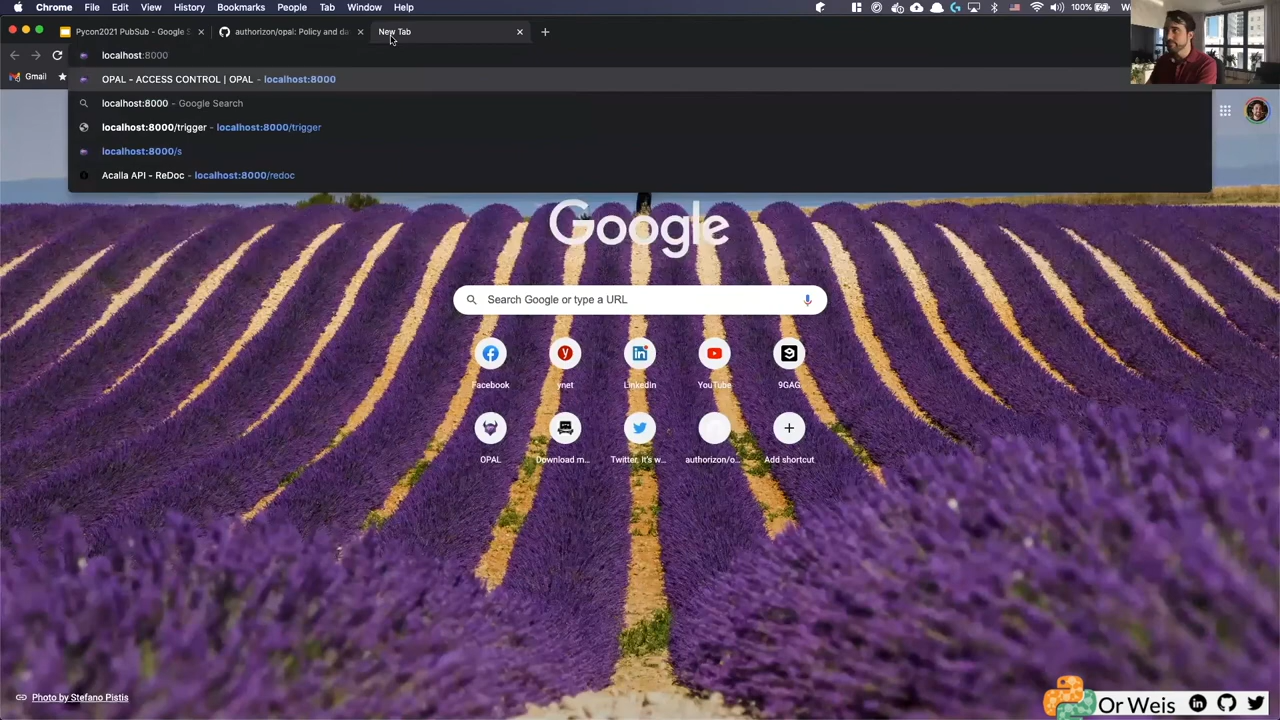 Chrome File Edit View History Bookmarks People Tab Window Help 100%
Pycon2021 PubSub - Google S
authorizon/opal: Policy and da
New Tab
localhost:8000
Gmail
OPAL - ACCESS CONTROL | OPAL - localhost:8000
localhost:8000 - Google Search
localhost:8000/trigger - localhost:8000/trigger
localhost:8000/s
Acalla API - ReDoc - localhost:8000/redoc
Google
Search Google or type a URL
Facebook ynet LinkedIn YouTube 9GAG
OPAL Download m... Twitter. It's w... authorizon/o... Add shortcut
Photo by Stefano Pistis
Or Weis